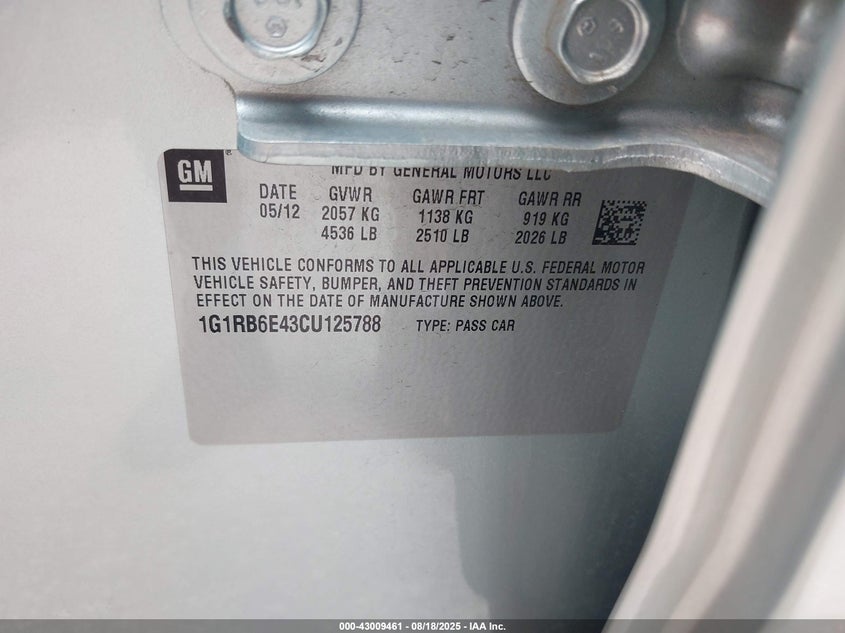 GM
MFD BY GENERAL MOTORS LLC
DATE GVWR GAWR FRT GAWR RR
05/12 2057 KG 1138 KG 919 KG
4536 LB 2510 LB 2026 LB
THIS VEHICLE CONFORMS TO ALL APPLICABLE U.S. FEDERAL MOTOR
VEHICLE SAFETY, BUMPER, AND THEFT PREVENTION STANDARDS IN
EFFECT ON THE DATE OF MANUFACTURE SHOWN ABOVE.
1G1RB6E43CU125788 TYPE: PASS CAR
000-43009461 | 08/18/2025 | IAA Inc.